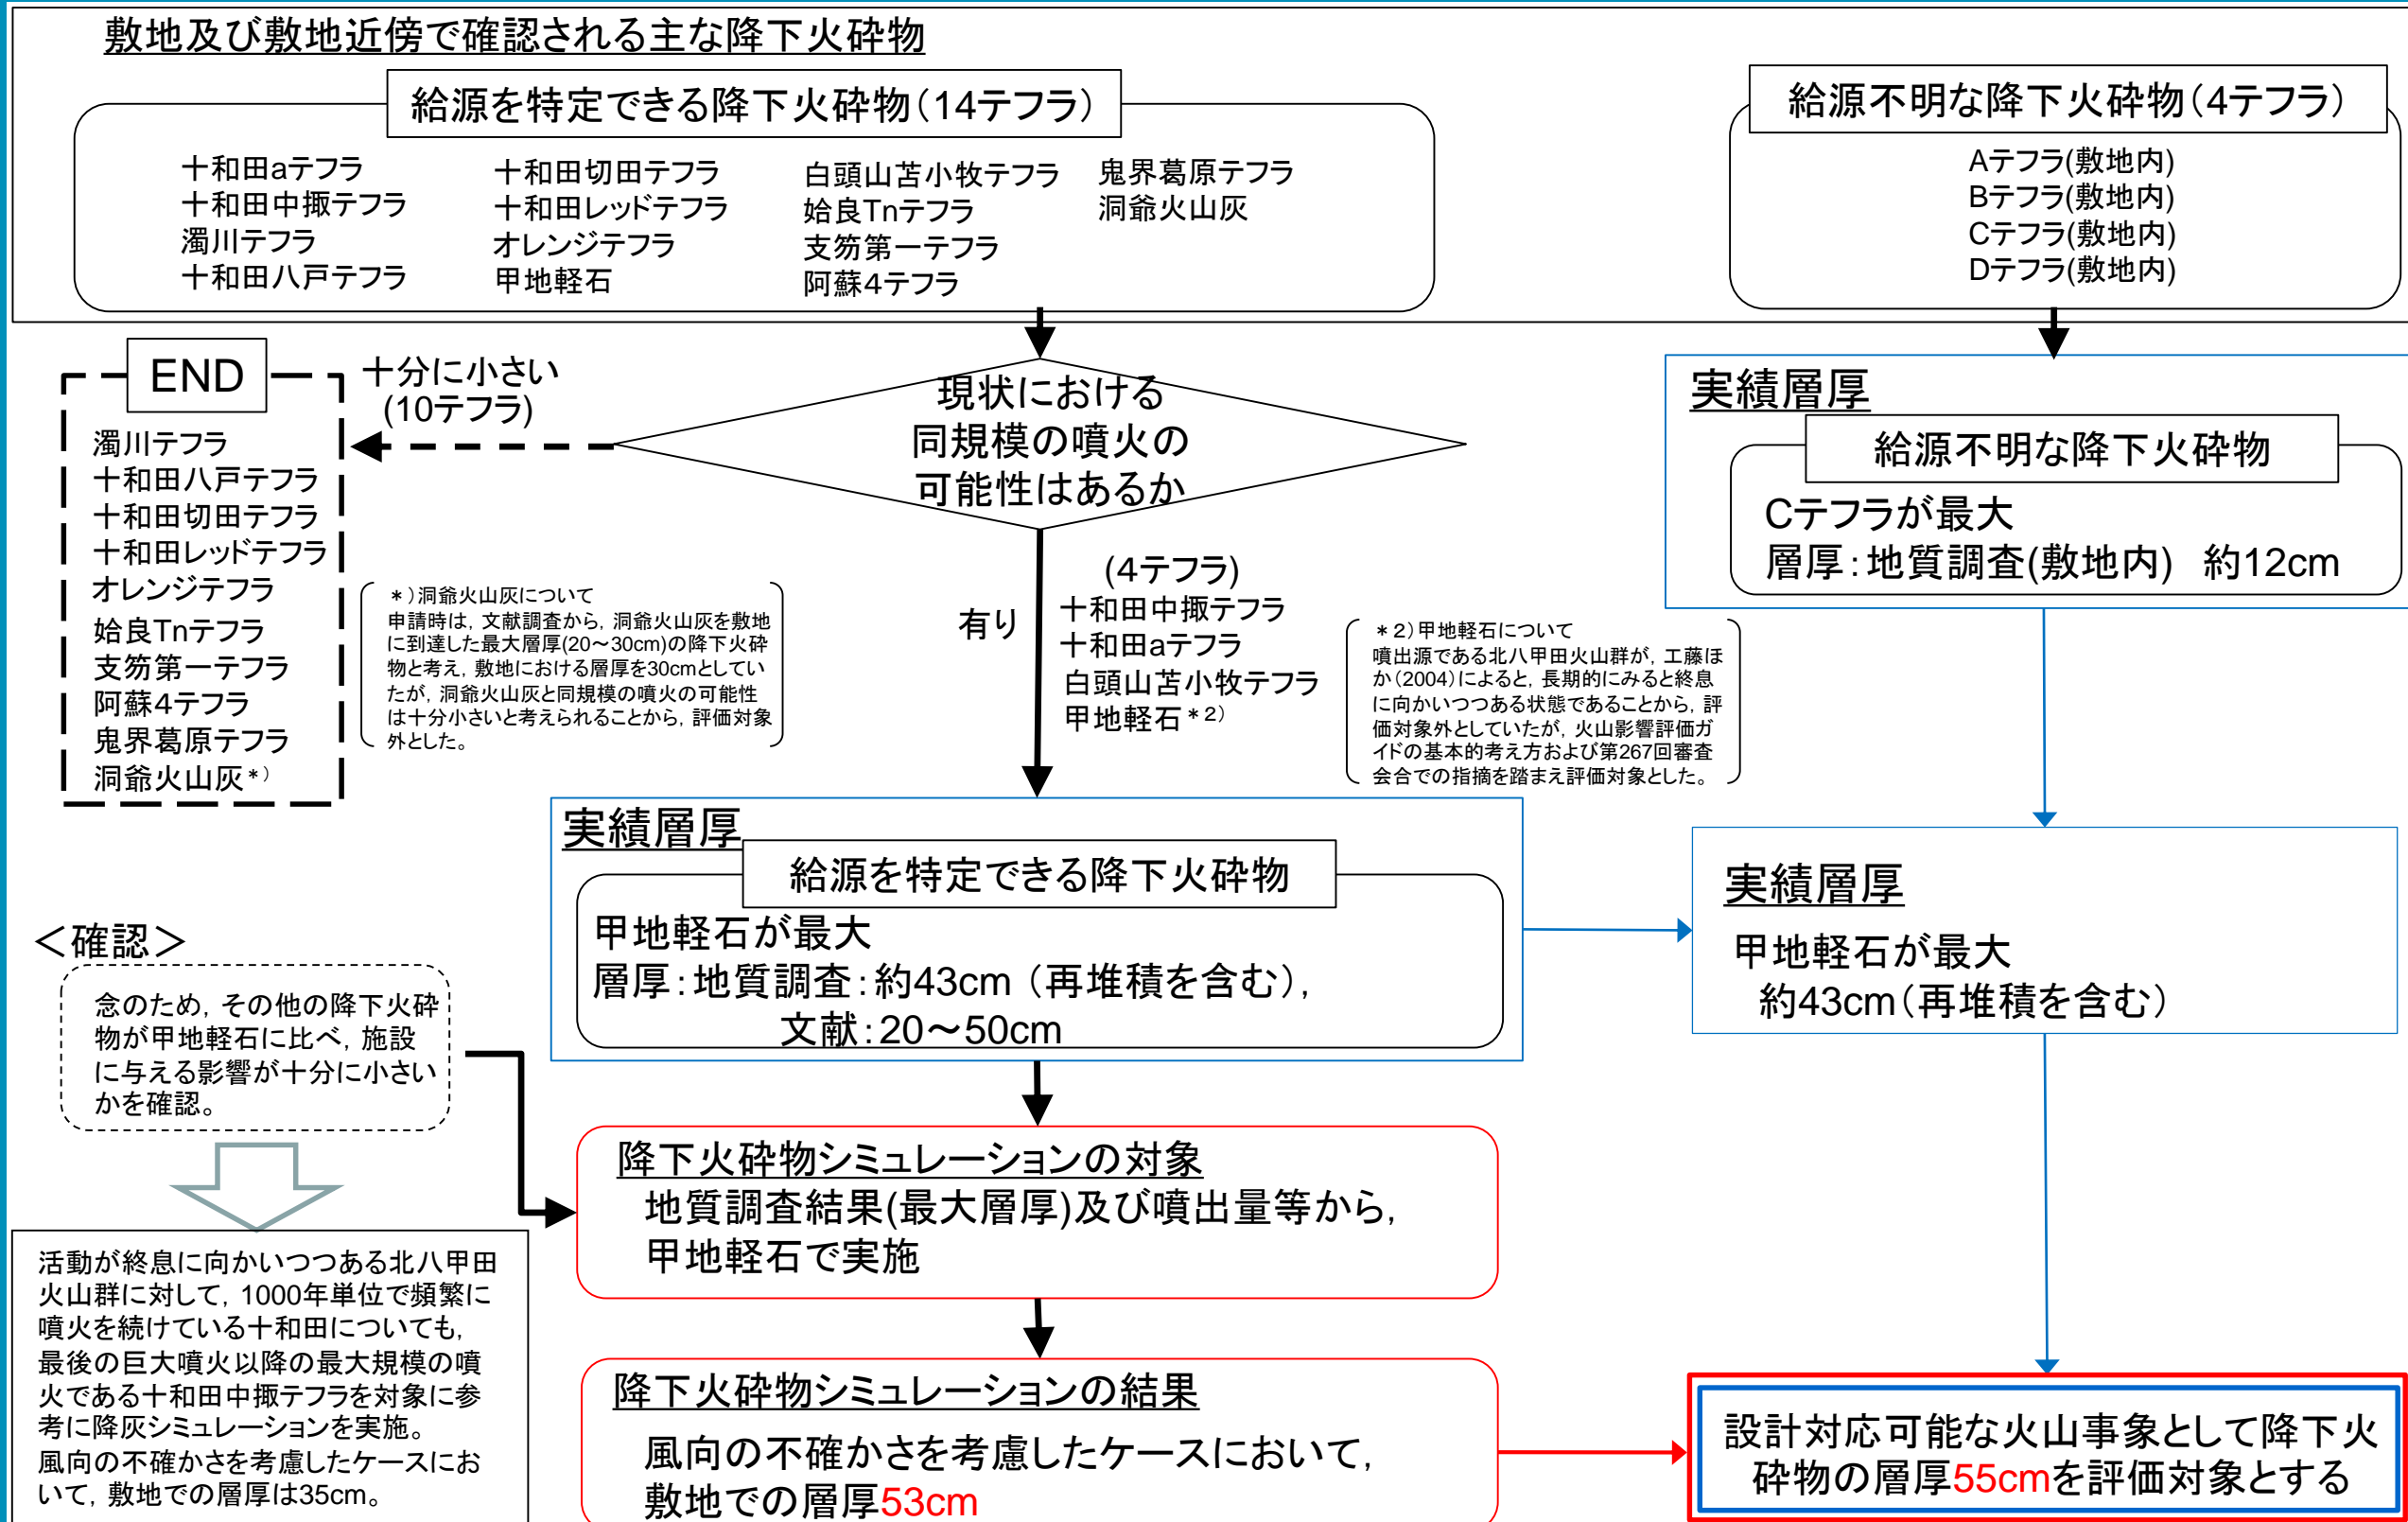 敷地及び敷地近傍で確認される主な降下火砕物
給源を特定できる降下火砕物(14テフラ)
十和田aテフラ
十和田中掫テフラ
濁川テフラ
十和田八戸テフラ
十和田切田テフラ
十和田レッドテフラ
オレンジテフラ
甲地軽石
白頭山苫小牧テフラ
姶良Tnテフラ
支笏第一テフラ
阿蘇4テフラ
鬼界葛原テフラ
洞爺火山灰
給源不明な降下火砕物(4テフラ)
Aテフラ(敷地内)
Bテフラ(敷地内)
Cテフラ(敷地内)
Dテフラ(敷地内)
END
濁川テフラ
十和田八戸テフラ
十和田切田テフラ
十和田レッドテフラ
オレンジテフラ
姶良Tnテフラ
支笏第一テフラ
阿蘇4テフラ
鬼界葛原テフラ
洞爺火山灰*)
十分に小さい
(10テフラ)
現状における
同規模の噴火の
可能性はあるか
*)洞爺火山灰について
申請時は,文献調査から,洞爺火山灰を敷地
に到達した最大層厚(20~30cm)の降下火砕
物と考え,敷地における層厚を30cmとしてい
たが,洞爺火山灰と同規模の噴火の可能性
は十分小さいと考えられることから,評価対象
外とした。
有り
(4テフラ)
十和田中掫テフラ
十和田aテフラ
白頭山苫小牧テフラ
甲地軽石*2)
*2)甲地軽石について
噴出源である北八甲田火山群が,工藤ほ
か(2004)によると,長期的にみると終息
に向かいつつある状態であることから,評
価対象外としていたが,火山影響評価ガ
イドの基本的考え方および第267回審査
会合での指摘を踏まえ評価対象とした。
実績層厚
給源不明な降下火砕物
Cテフラが最大
層厚:地質調査(敷地内) 約12cm
実績層厚
給源を特定できる降下火砕物
甲地軽石が最大
層厚:地質調査:約43cm (再堆積を含む),
文献:20~50cm
実績層厚
甲地軽石が最大
約43cm(再堆積を含む)
<確認>
念のため,その他の降下火砕
物が甲地軽石に比べ,施設
に与える影響が十分に小さい
かを確認。
活動が終息に向かいつつある北八甲田
火山群に対して,1000年単位で頻繁に
噴火を続けている十和田についても,
最後の巨大噴火以降の最大規模の噴
火である十和田中掫テフラを対象に参
考に降灰シミュレーションを実施。
風向の不確かさを考慮したケースにお
いて,敷地での層厚は35cm。
降下火砕物シミュレーションの対象
地質調査結果(最大層厚)及び噴出量等から,
甲地軽石で実施
降下火砕物シミュレーションの結果
風向の不確かさを考慮したケースにおいて,
敷地での層厚53cm
設計対応可能な火山事象として降下火
砕物の層厚55cmを評価対象とする